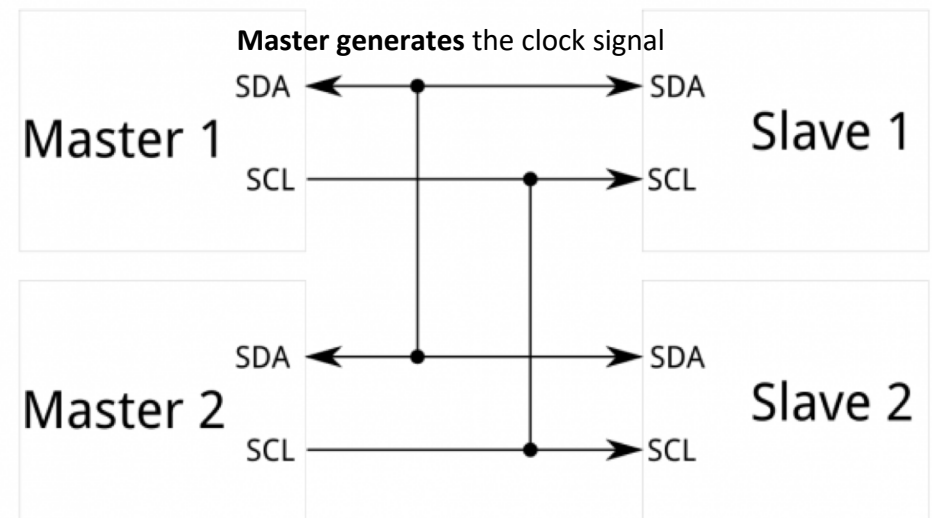 Master generates the clock signal
SDA
SDA
Master 1
Slave 1
SCL
SCL
SDA
SDA
Master 2
Slave 2
SCL
SCL